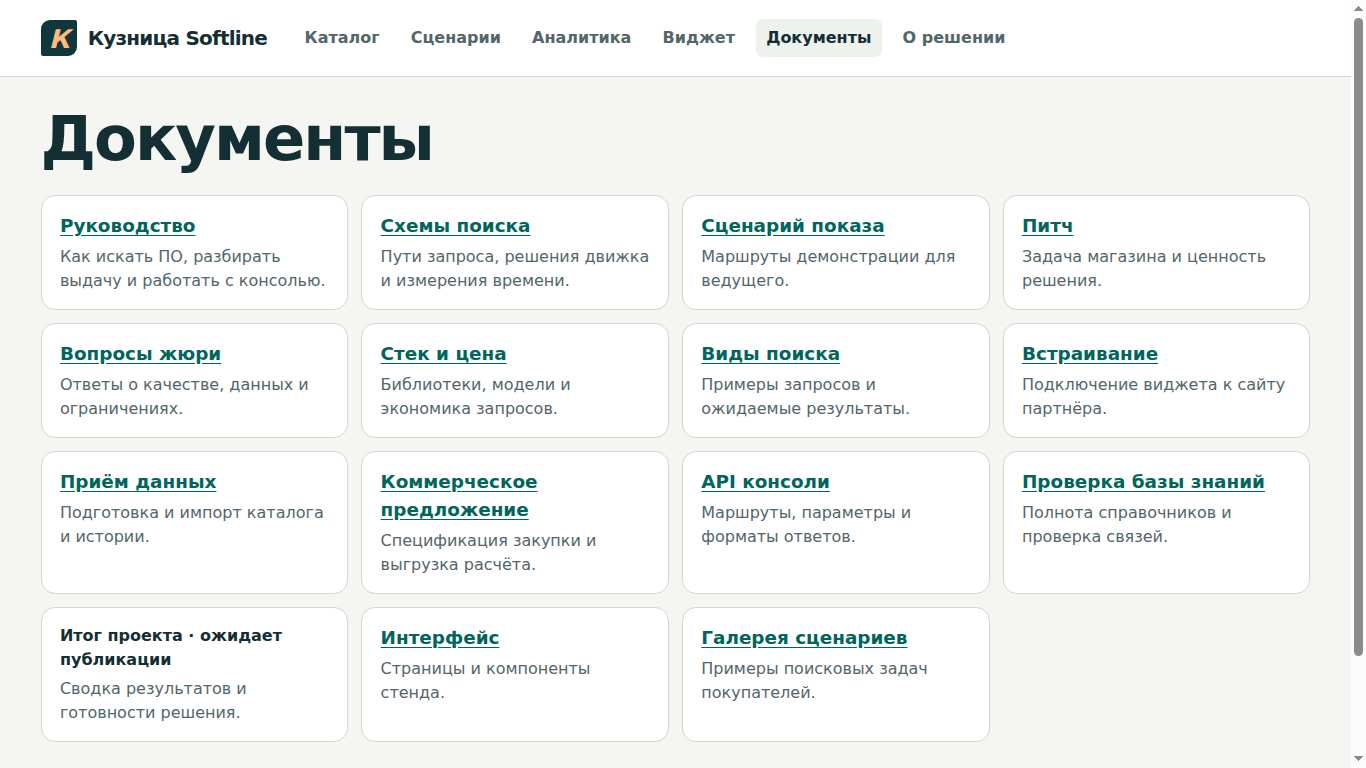 К Кузница Softline Каталог Сценарии Аналитика Виджет Документы О решении
Документы
Руководство
Как искать ПО, разбирать
выдачу и работать с консолью.
Схемы поиска
Пути запроса, решения движка
и измерения времени.
Сценарий показа
Маршруты демонстрации для
ведущего.
Питч
Задача магазина и ценность
решения.
Вопросы жюри
Ответы о качестве, данных и
ограничениях.
Стек и цена
Библиотеки, модели и
экономика запросов.
Виды поиска
Примеры запросов и
ожидаемые результаты.
Встраивание
Подключение виджета к сайту
партнёра.
Приём данных
Подготовка и импорт каталога
и истории.
Коммерческое
предложение
Спецификация закупки и
выгрузка расчёта.
API консоли
Маршруты, параметры и
форматы ответов.
Проверка базы знаний
Полнота справочников и
проверка связей.
Итог проекта · ожидает
публикации
Сводка результатов и
готовности решения.
Интерфейс
Страницы и компоненты
стенда.
Галерея сценариев
Примеры поисковых задач
покупателей.